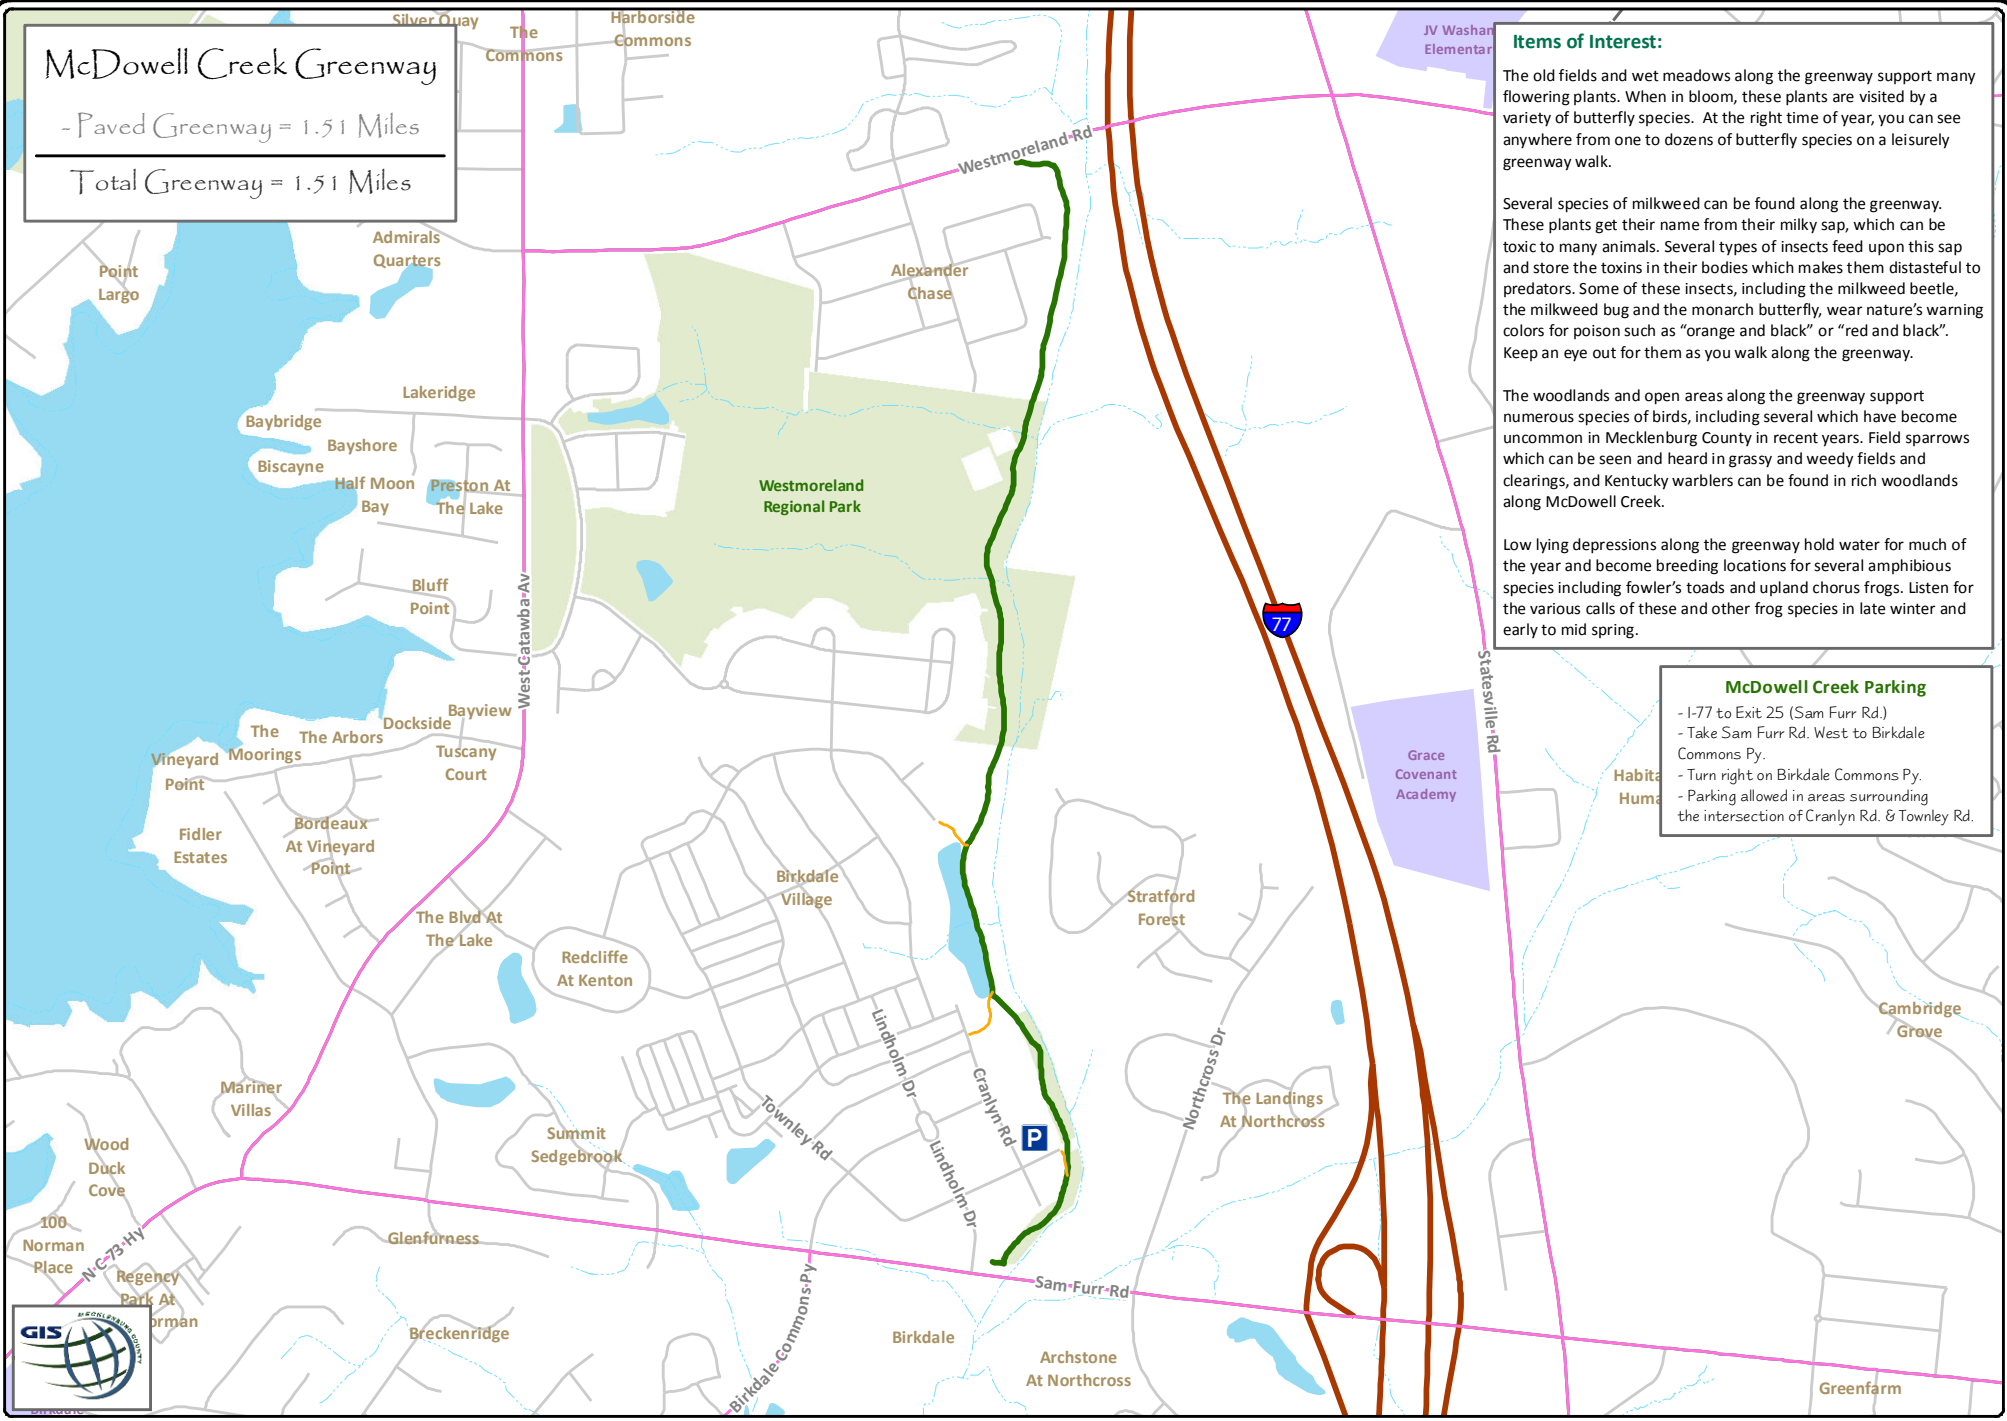 McDowell Creek Greenway
- Paved Greenway = 1.51 Miles
Total Greenway = 1.51 Miles
Silver Quay
The
Commons
Harborside
Commons
JV Washam
Elementar
Items of Interest:
The old fields and wet meadows along the greenway support many
flowering plants. When in bloom, these plants are visited by a
variety of butterfly species.  At the right time of year, you can see
anywhere from one to dozens of butterfly species on a leisurely
greenway walk.
Several species of milkweed can be found along the greenway.
These plants get their name from their milky sap, which can be
toxic to many animals. Several types of insects feed upon this sap
and store the toxins in their bodies which makes them distasteful to
predators. Some of these insects, including the milkweed beetle,
the milkweed bug and the monarch butterfly, wear nature’s warning
colors for poison such as “orange and black” or “red and black”.
Keep an eye out for them as you walk along the greenway.
The woodlands and open areas along the greenway support
numerous species of birds, including several which have become
uncommon in Mecklenburg County in recent years. Field sparrows
which can be seen and heard in grassy and weedy fields and
clearings, and Kentucky warblers can be found in rich woodlands
along McDowell Creek.
Low lying depressions along the greenway hold water for much of
the year and become breeding locations for several amphibious
species including fowler’s toads and upland chorus frogs. Listen for
the various calls of these and other frog species in late winter and
early to mid spring.
McDowell Creek Parking
- I-77 to Exit 25 (Sam Furr Rd.)
- Take Sam Furr Rd. West to Birkdale
Commons Py.
- Turn right on Birkdale Commons Py.
- Parking allowed in areas surrounding
the intersection of Cranlyn Rd. & Townley Rd.
Westmoreland Rd
Admirals
Quarters
Point
Largo
Alexander
Chase
Lakeridge
Baybridge
Bayshore
Biscayne
Half Moon
Bay
Preston At
The Lake
Westmoreland
Regional Park
Bluff
Point
West Catawba Av
77
Statesville Rd
Bayview
Dockside
The
Moorings
The Arbors
Vineyard
Point
Tuscany
Court
Grace
Covenant
Academy
Habita
Huma
Fidler
Estates
Bordeaux
At Vineyard
Point
Birkdale
Village
Stratford
Forest
The Blvd At
The Lake
Redcliffe
At Kenton
Cambridge
Grove
Lindholm Dr
Cranlyn Rd
Northcross Dr
Mariner
Villas
The Landings
At Northcross
Townley Rd
P
Summit
Sedgebrook
Wood
Duck
Cove
Lindholm Dr
100
Norman
Place
N C 73 Hy
Glenfurness
Regency
Park At
orman
Sam Furr Rd
Birkdale Commons Py
Breckenridge
Birkdale
Archstone
At Northcross
Greenfarm
GIS
MECKLENBURG COUNTY